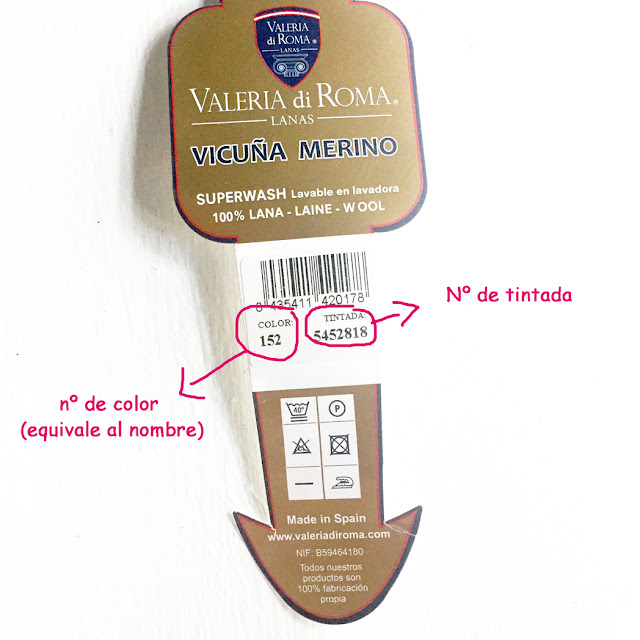 VALERIA
di ROMA®
LANAS
VALERIA di ROMA®
LANAS
VICUÑA MERINO
SUPERWASH Lavable en lavadora
100% LANA - LAINE - WOOL
8 435411 420178
COLOR: TINTADA:
152 5452818
Nº de tintada
nº de color
(equivale al nombre)
40° P
Made in Spain
www.valeriadiroma.com
NIF: B59464180
Todos nuestros
productos son
100% fabricación
propia